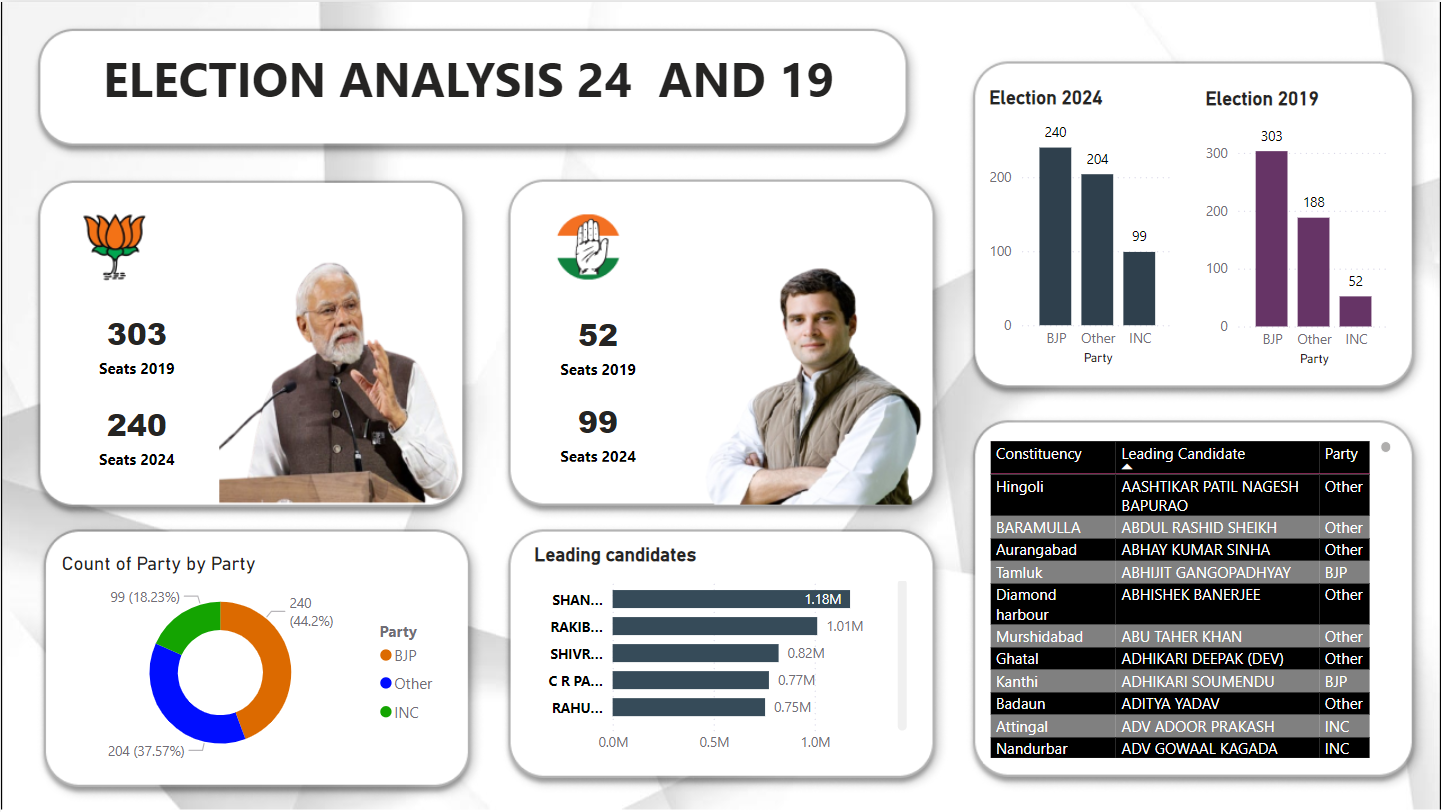 ELECTION ANALYSIS 24 AND 19
303
Seats 2019
240
Seats 2024
52
Seats 2019
99
Seats 2024
Election 2024
240
204
99
200
100
0
BJP Other INC
Party
Election 2019
303
188
52
300
200
100
0
BJP Other INC
Party
Count of Party by Party
99 (18.23%)
240
(44.2%)
204 (37.57%)
Party
BJP
Other
INC
Leading candidates
SHAN... 1.18M
RAKIB... 1.01M
SHIVR... 0.82M
C R PA... 0.77M
RAHU... 0.75M
0.0M 0.5M 1.0M
Constituency Leading Candidate Party
Hingoli AASHTIKAR PATIL NAGESH Other
BAPURAO
BARAMULLA ABDUL RASHID SHEIKH Other
Aurangabad ABHAY KUMAR SINHA Other
Tamluk ABHIJIT GANGOPADHYAY BJP
Diamond ABHISHEK BANERJEE Other
harbour
Murshidabad ABU TAHER KHAN Other
Ghatal ADHIKARI DEEPAK (DEV) Other
Kanthi ADHIKARI SOUMENDU BJP
Badaun ADITYA YADAV Other
Attingal ADV ADOOR PRAKASH INC
Nandurbar ADV GOWAAL KAGADA INC